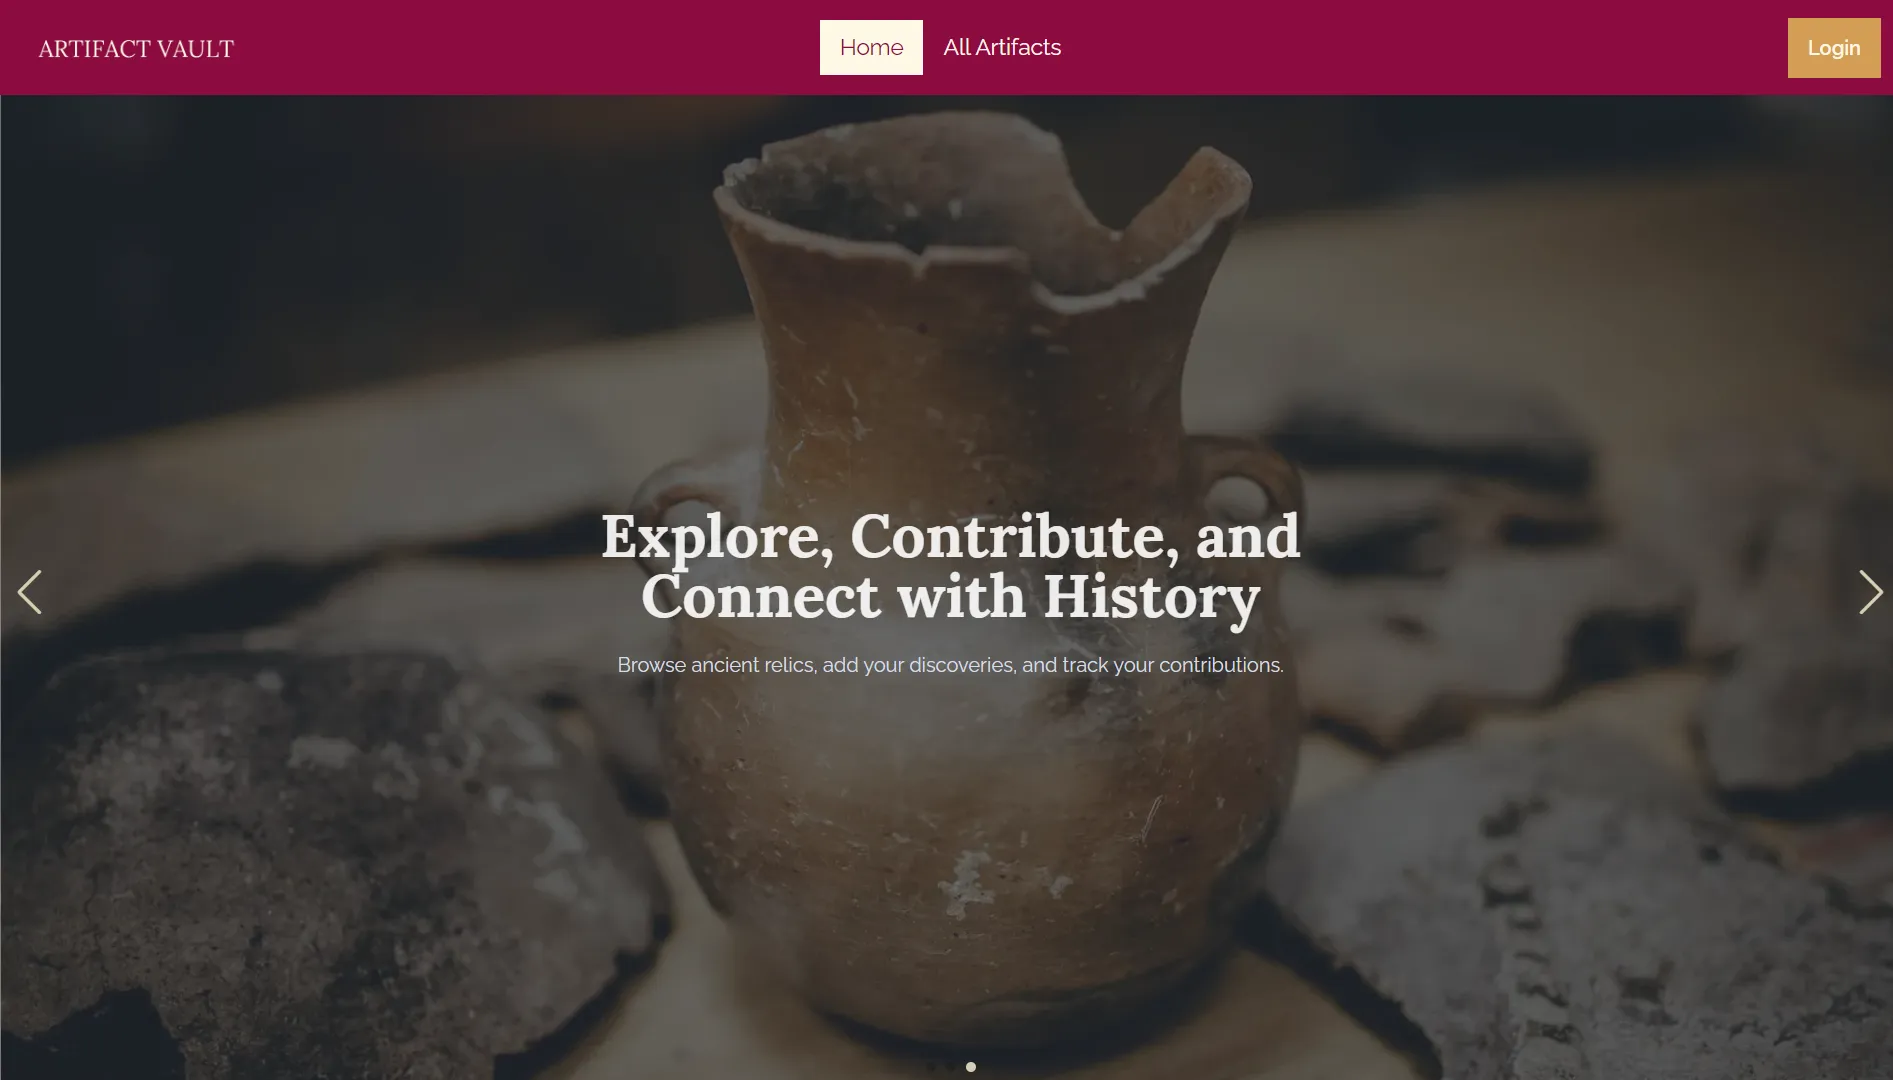 ARTIFACT VAULT
Home
All Artifacts
Login
Explore, Contribute, and
Connect with History
Browse ancient relics, add your discoveries, and track your contributions.